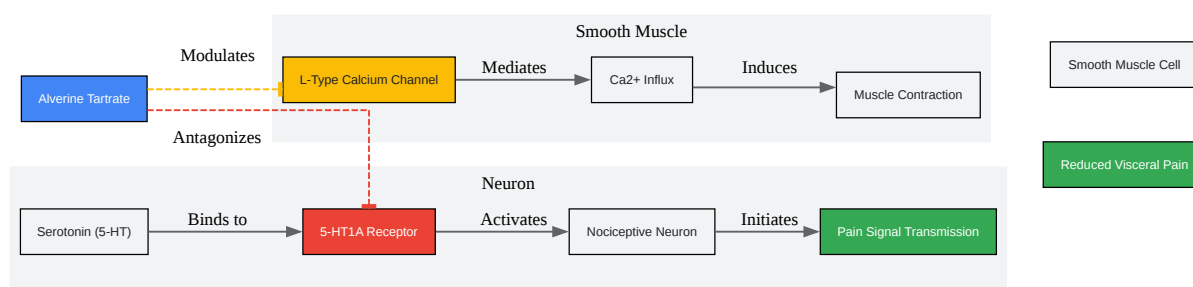 Smooth Muscle
Modulates
L-Type Calcium Channel
Mediates
Ca2+ Influx
Induces
Muscle Contraction
Smooth Muscle Cell
Alverine Tartrate
Antagonizes
Reduced Visceral Pain
Neuron
Serotonin (5-HT)
Binds to
5-HT1A Receptor
Activates
Nociceptive Neuron
Initiates
Pain Signal Transmission